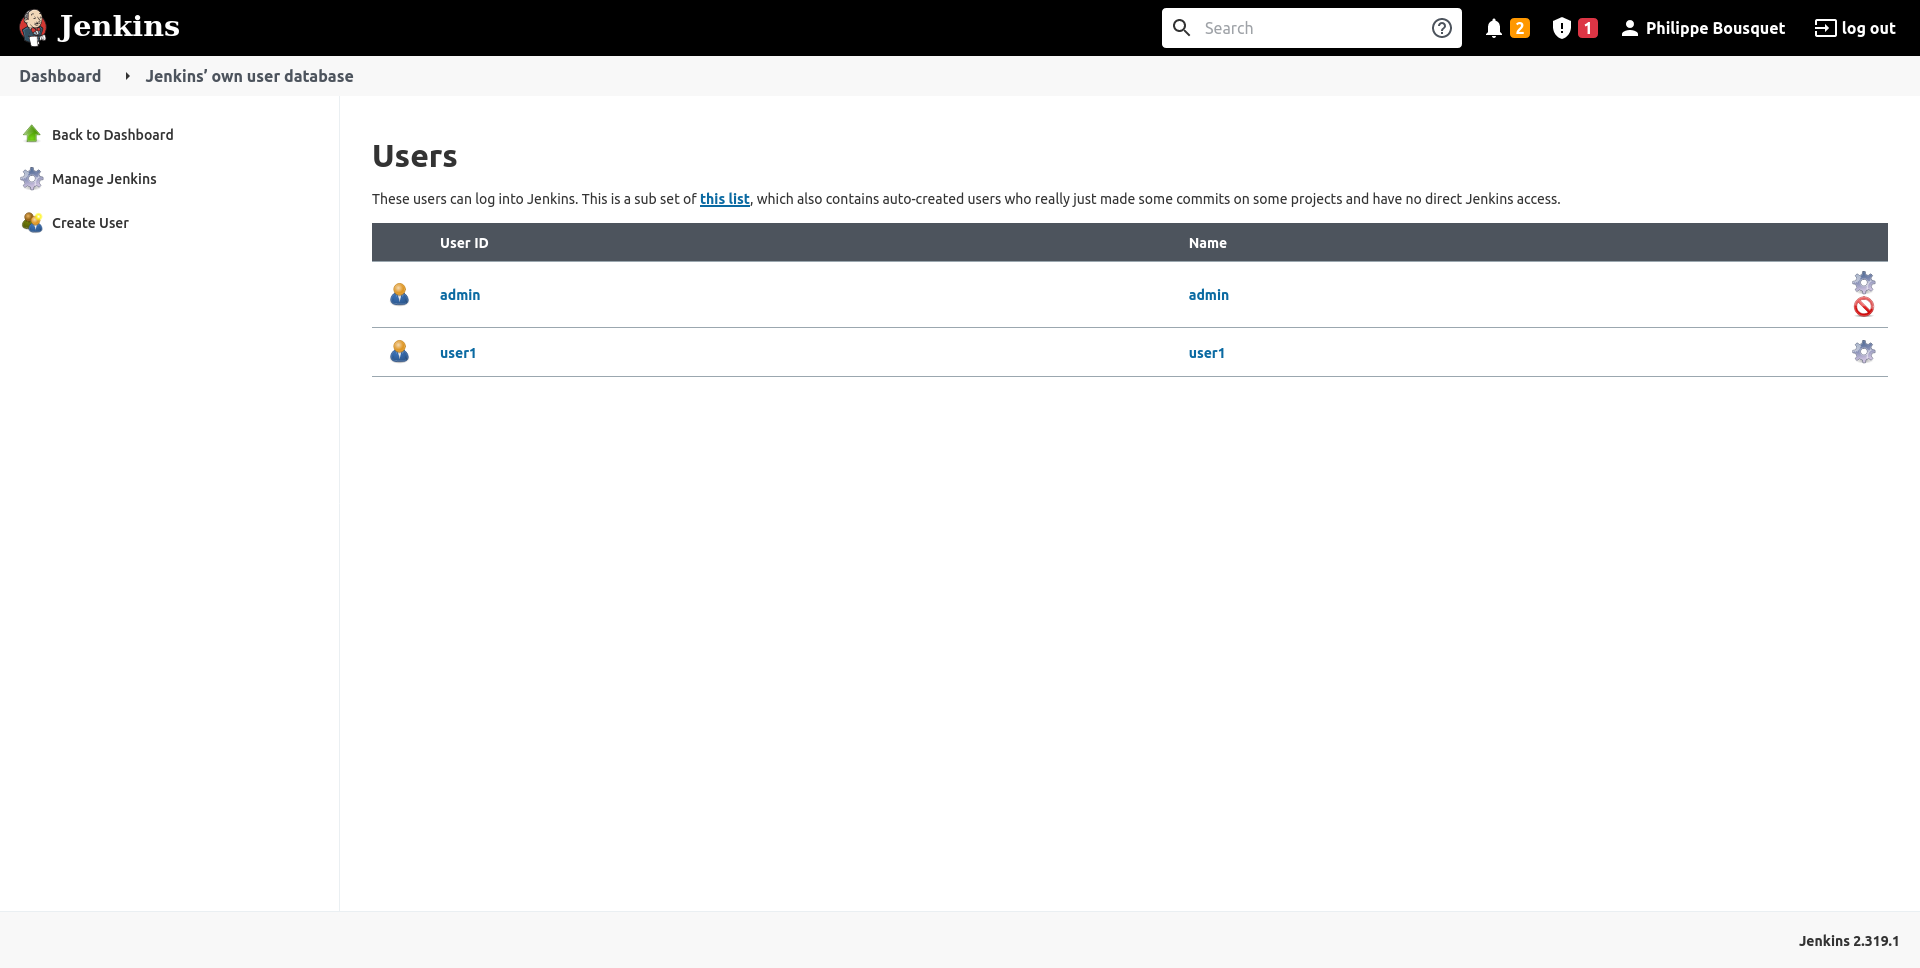 Jenkins
Search
2
1
Philippe Bousquet
log out
Dashboard
Jenkins’ own user database
Back to Dashboard
Manage Jenkins
Create User
Users
These users can log into Jenkins. This is a sub set of this list, which also contains auto-created users who really just made some commits on some projects and have no direct Jenkins access.
User ID Name
admin admin
user1 user1
Jenkins 2.319.1